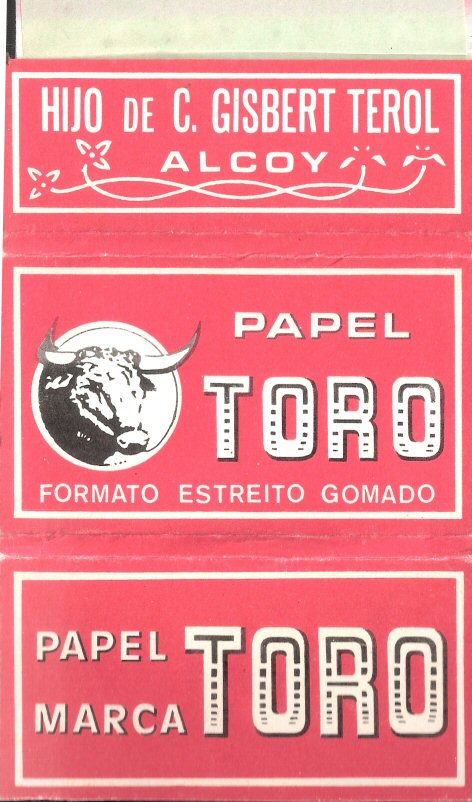 HIJO DE C. GISBERT TEROL
ALCOY
PAPEL
TORO
FORMATO ESTREITO GOMADO
PAPEL
MARCA
TORO